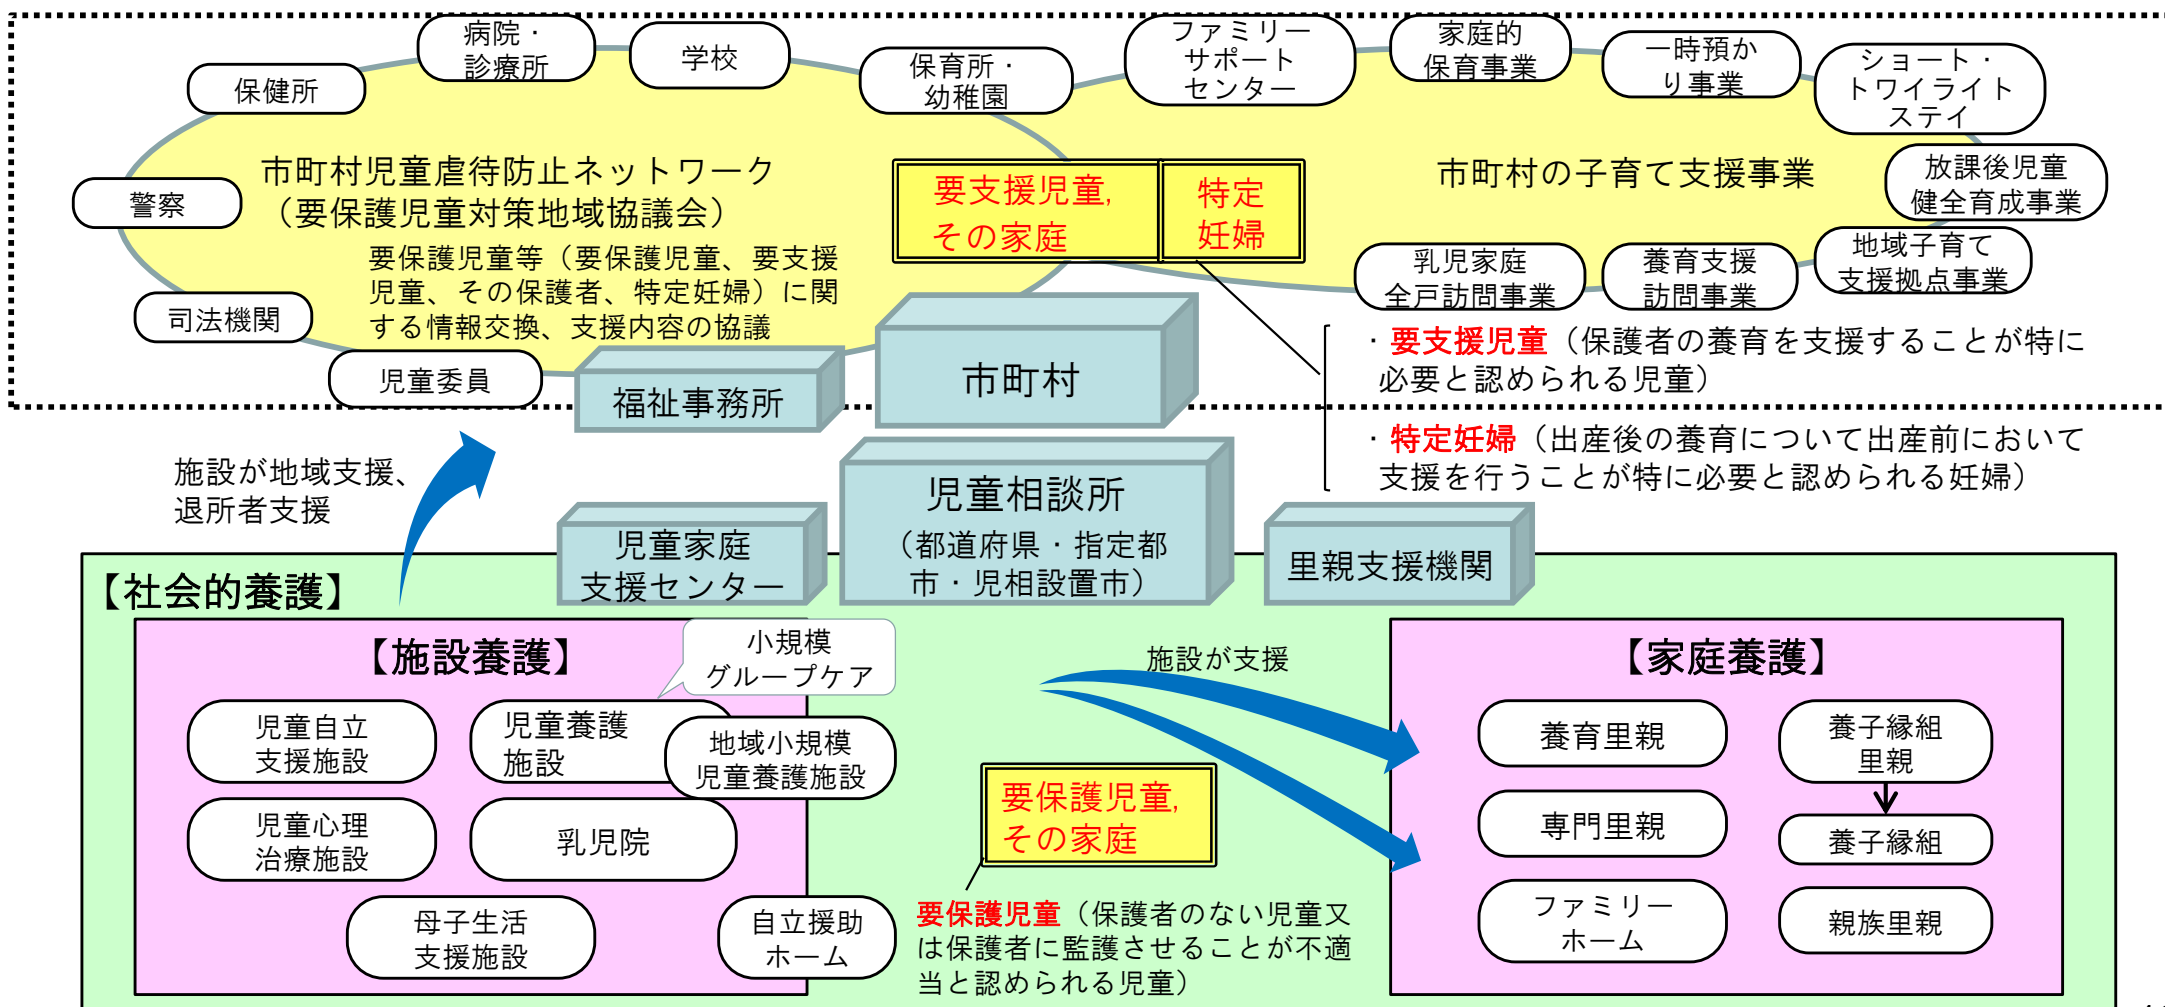 病院・
診療所
学校
保健所
保育所・
幼稚園
ファミリー
サポート
センター
家庭的
保育事業
一時預か
り事業
ショート・
トワイライト
ステイ
放課後児童
健全育成事業
地域子育て
支援拠点事業
養育支援
訪問事業
乳児家庭
全戸訪問事業
警察
司法機関
児童委員
市町村児童虐待防止ネットワーク
（要保護児童対策地域協議会）
要保護児童等（要保護児童、要支援
児童、その保護者、特定妊婦）に関
する情報交換、支援内容の協議
要支援児童,
その家庭
特定
妊婦
市町村の子育て支援事業
福祉事務所
市町村
・要支援児童（保護者の養育を支援することが特に
必要と認められる児童）
・特定妊婦（出産後の養育について出産前において
支援を行うことが特に必要と認められる妊婦）
施設が地域支援、
退所者支援
児童家庭
支援センター
児童相談所
（都道府県・指定都
市・児相設置市）
里親支援機関
【社会的養護】
【施設養護】
小規模
グループケア
児童自立
支援施設
児童養護
施設
地域小規模
児童養護施設
児童心理
治療施設
乳児院
母子生活
支援施設
自立援助
ホーム
施設が支援
要保護児童,
その家庭
要保護児童（保護者のない児童又
は保護者に監護させることが不適
当と認められる児童）
【家庭養護】
養育里親
養子縁組
里親
専門里親
養子縁組
ファミリー
ホーム
親族里親